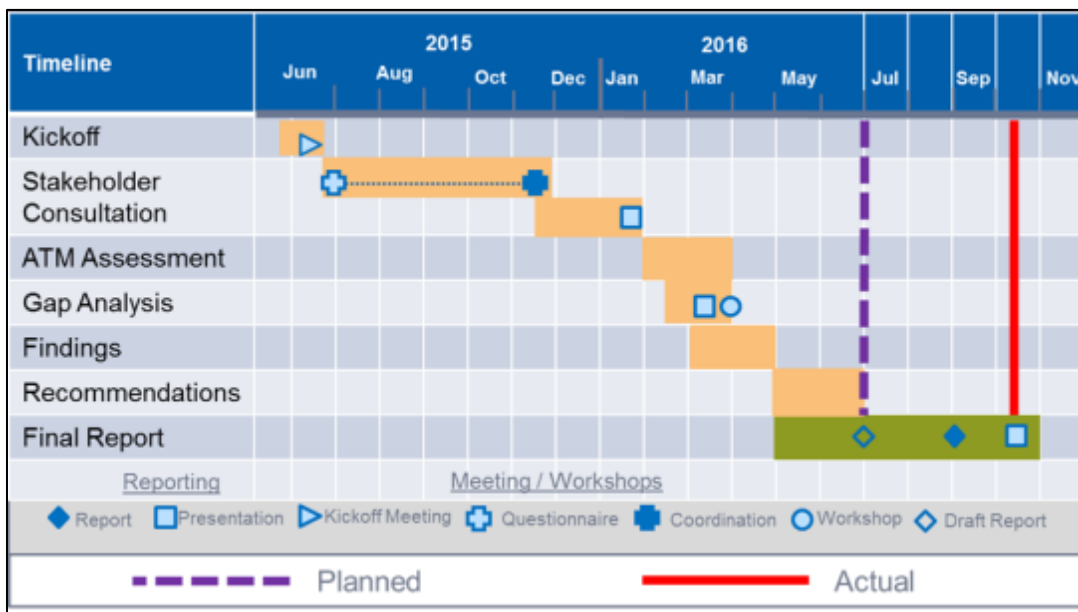 Timeline
2015
2016
Jun Aug Oct Dec Jan Mar May Jul Sep Nov
Kickoff
Stakeholder
Consultation
ATM Assessment
Gap Analysis
Findings
Recommendations
Final Report
Reporting
Meeting / Workshops
Report Presentation Kickoff Meeting Questionnaire Coordination Workshop Draft Report
Planned
Actual